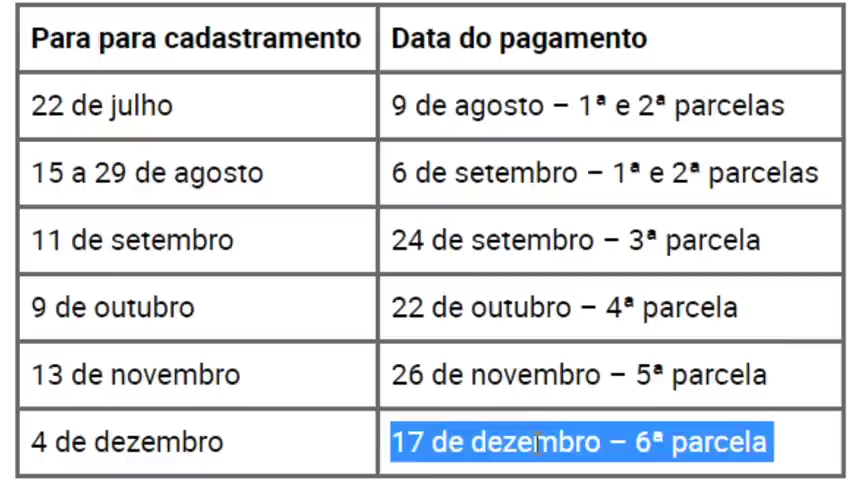 Para para cadastramento Data do pagamento
22 de julho 9 de agosto – 1ª e 2ª parcelas
15 a 29 de agosto 6 de setembro – 1ª e 2ª parcelas
11 de setembro 24 de setembro – 3ª parcela
9 de outubro 22 de outubro – 4ª parcela
13 de novembro 26 de novembro – 5ª parcela
4 de dezembro 17 de dezembro – 6ª parcela